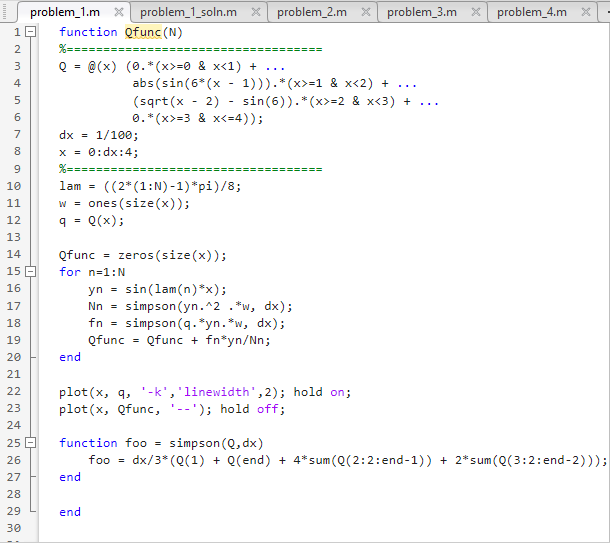 problem_1.m problem_1_soln.m problem_2.m problem_3.m problem_4.m
1 function Qfunc(N)
2 %==================================
3 Q = @(x) (0.*(x>=0 & x<1) + ...
4 abs(sin(6*(x - 1))).*(x>=1 & x<2) + ...
5 (sqrt(x - 2) - sin(6)).*(x>=2 & x<3) + ...
6 0.*(x>=3 & x<=4));
7 dx = 1/100;
8 x = 0:dx:4;
9 %==================================
10 lam = ((2*(1:N)-1)*pi)/8;
11 w = ones(size(x));
12 q = Q(x);
13
14 Qfunc = zeros(size(x));
15 for n=1:N
16 yn = sin(lam(n)*x);
17 Nn = simpson(yn.^2 .*w, dx);
18 fn = simpson(q.*yn.*w, dx);
19 Qfunc = Qfunc + fn*yn/Nn;
20 end
21
22 plot(x, q, '-k','linewidth',2); hold on;
23 plot(x, Qfunc, '--'); hold off;
24
25 function foo = simpson(Q,dx)
26 foo = dx/3*(Q(1) + Q(end) + 4*sum(Q(2:2:end-1)) + 2*sum(Q(3:2:end-2)));
27 end
28
29 end
30